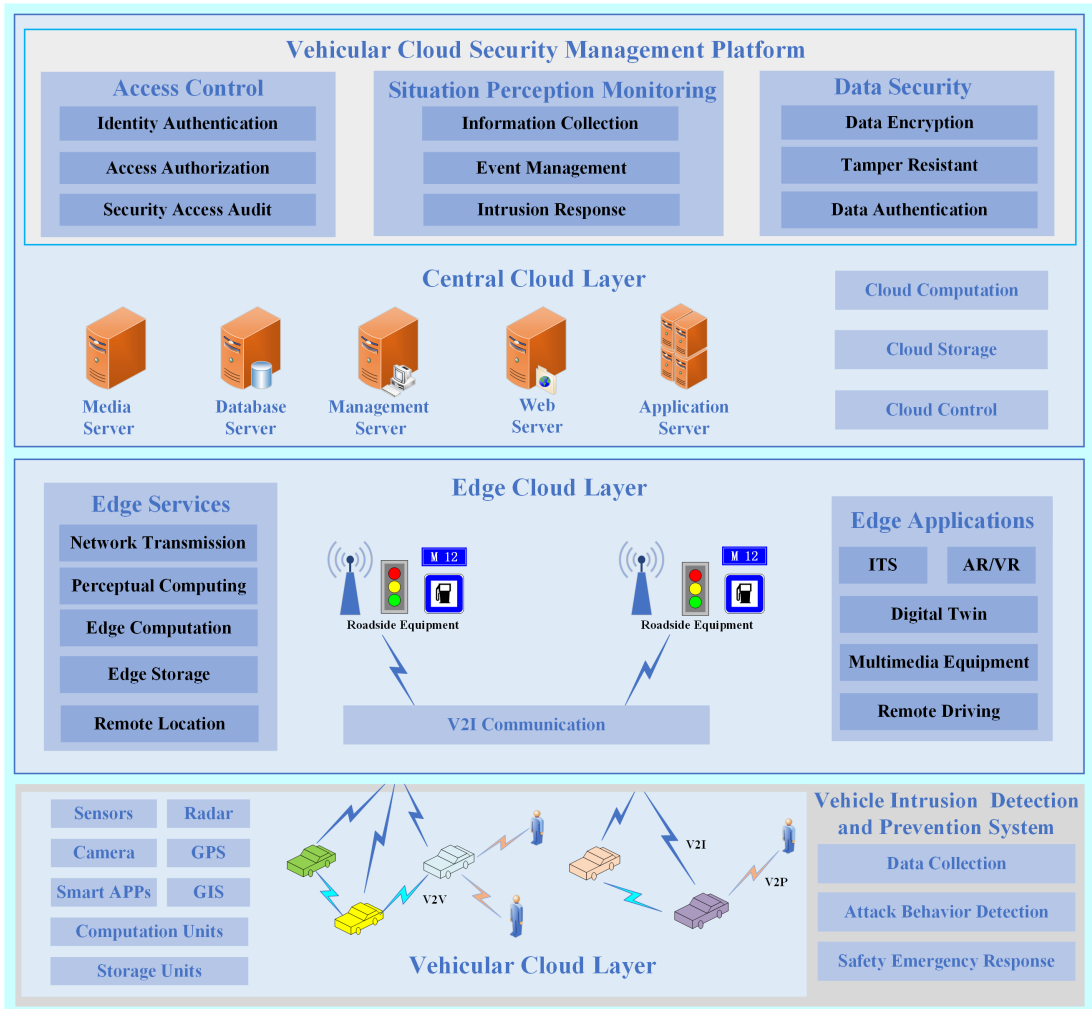 Vehicular Cloud Security Management Platform
Access Control
Identity Authentication
Access Authorization
Security Access Audit
Situation Perception Monitoring
Information Collection
Event Management
Intrusion Response
Data Security
Data Encryption
Tamper Resistant
Data Authentication
Central Cloud Layer
Media
Server
Database
Server
Management
Server
Web
Server
Application
Server
Cloud Computation
Cloud Storage
Cloud Control
Edge Cloud Layer
Edge Services
Network Transmission
Perceptual Computing
Edge Computation
Edge Storage
Remote Location
M 12
Roadside Equipment
M 12
Roadside Equipment
V2I Communication
Edge Applications
ITS
AR/VR
Digital Twin
Multimedia Equipment
Remote Driving
Sensors
Radar
Camera
GPS
Smart APPs
GIS
Computation Units
Storage Units
V2V
V2I
V2P
Vehicular Cloud Layer
Vehicle Intrusion Detection
and Prevention System
Data Collection
Attack Behavior Detection
Safety Emergency Response